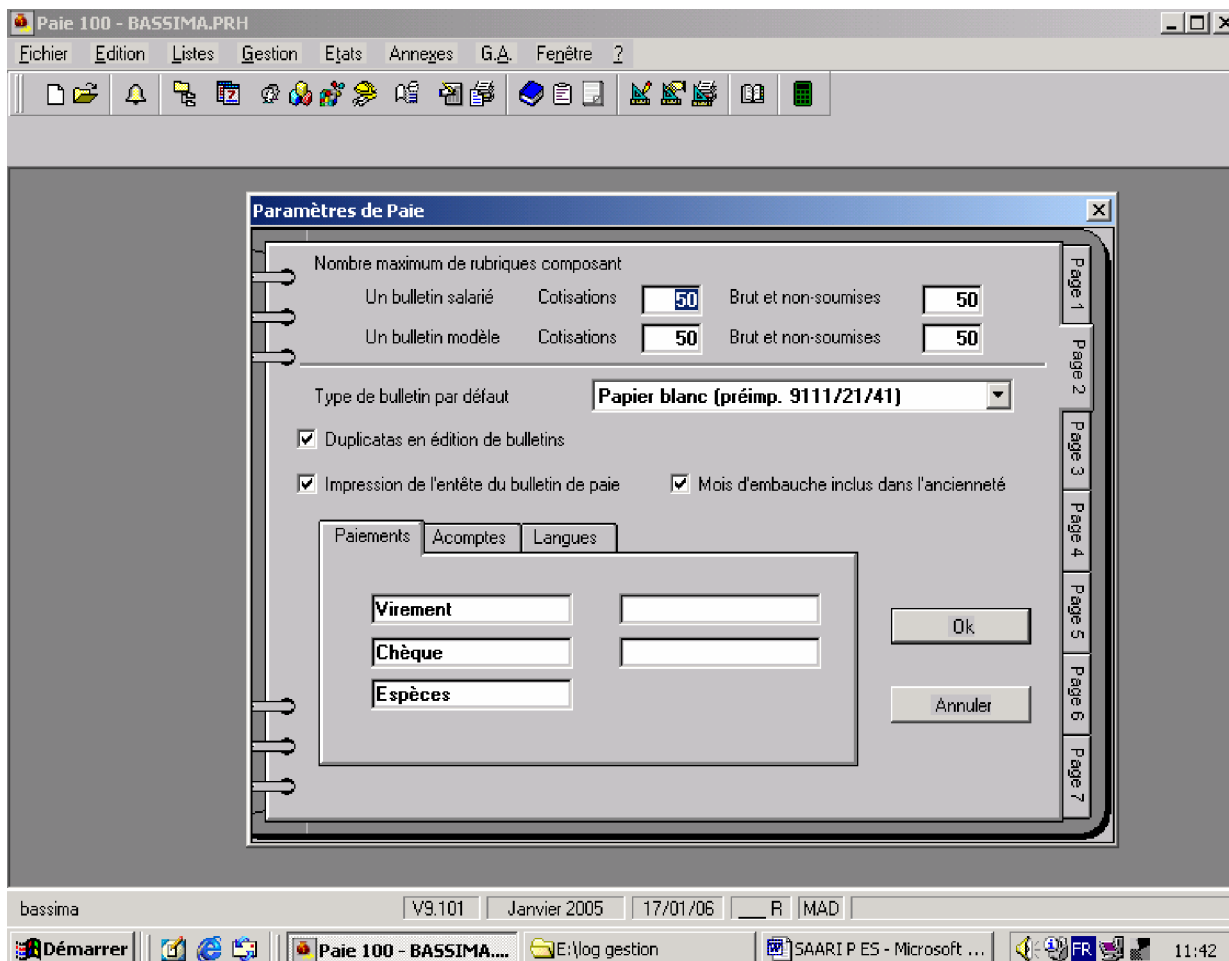 Paie 100 - BASSIMA.PRH
Fichier Edition Listes Gestion Etats Annexes G.A. Fenêtre ?
Paramètres de Paie
Nombre maximum de rubriques composant
Un bulletin salarié Cotisations 50 Brut et non-soumises 50
Un bulletin modèle Cotisations 50 Brut et non-soumises 50
Type de bulletin par défaut Papier blanc (préimp. 9111/21/41)
Duplicatas en édition de bulletins
Impression de l'entête du bulletin de paie Mois d'embauche inclus dans l'ancienneté
Paiements Acomptes Langues
Virement
Chèque
Espèces
Ok
Annuler
Page 1
Page 2
Page 3
Page 4
Page 5
Page 6
Page 7
bassima V9.101 Janvier 2005 17/01/06 ___ R MAD
Démarrer Paie 100 - BASSIMA.... E:\log gestion SAARI P ES - Microsoft ... FR 11:42